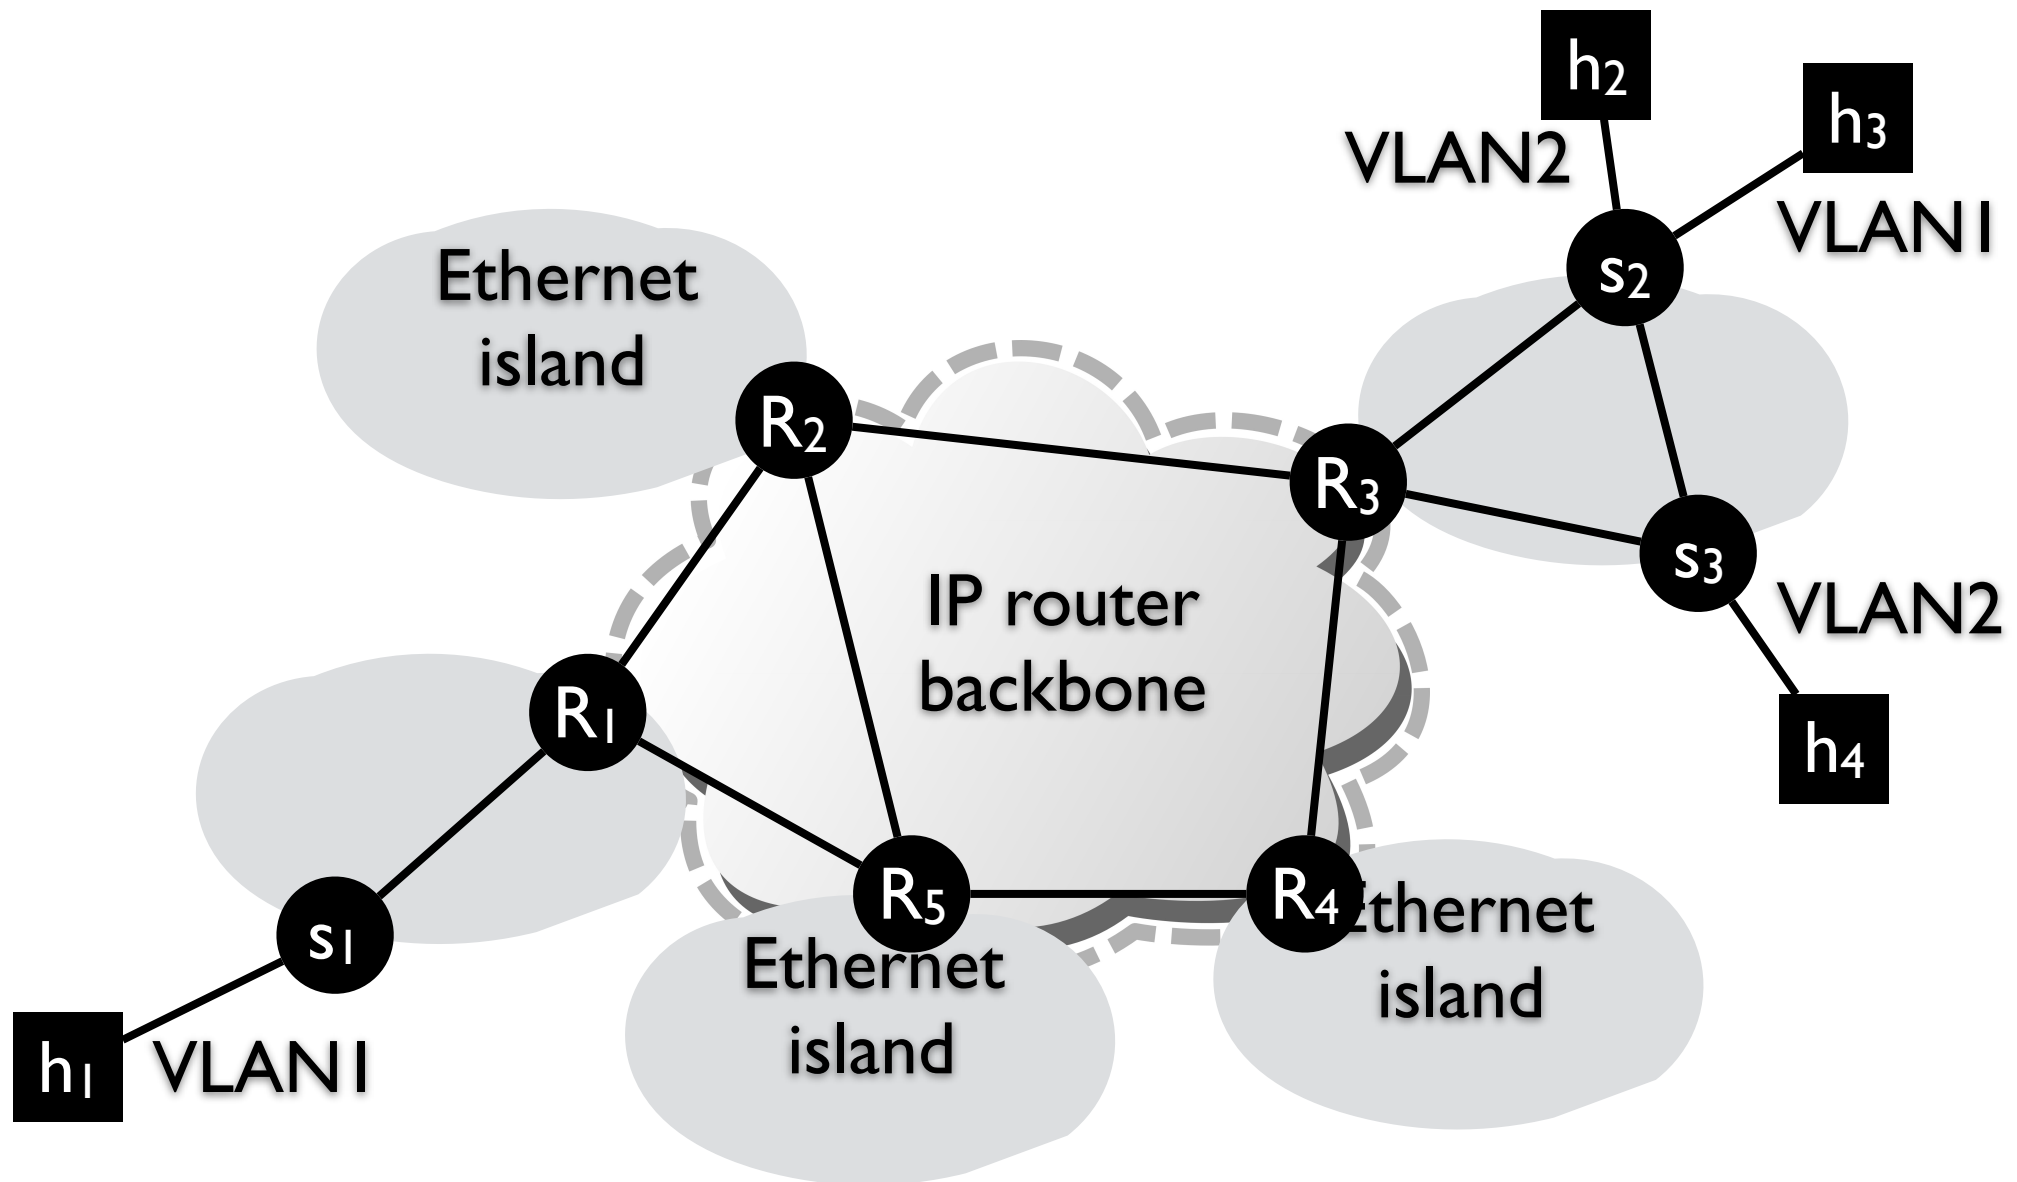 h2
h3
VLAN2
VLAN1
s2
Ethernet
island
R2
R3
s3
IP router
backbone
VLAN2
R1
h4
R5
R4
Ethernet
island
s1
Ethernet
island
h1
VLAN1